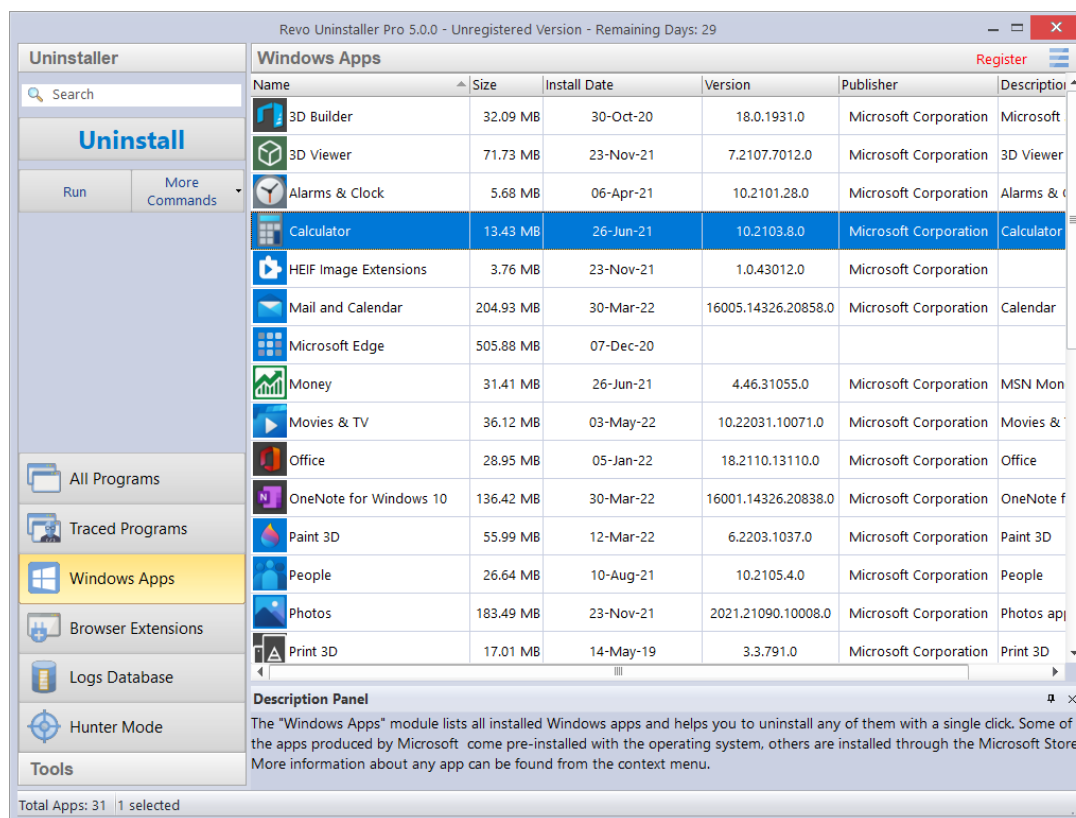 Revo Uninstaller Pro 5.0.0 - Unregistered Version - Remaining Days: 29
Uninstaller
Search
Uninstall
Run
More
Commands
All Programs
Traced Programs
Windows Apps
Browser Extensions
Logs Database
Hunter Mode
Tools
Windows Apps Register
Name Size Install Date Version Publisher Description
3D Builder 32.09 MB 30-Oct-20 18.0.1931.0 Microsoft Corporation Microsoft
3D Viewer 71.73 MB 23-Nov-21 7.2107.7012.0 Microsoft Corporation 3D Viewer
Alarms & Clock 5.68 MB 06-Apr-21 10.2101.28.0 Microsoft Corporation Alarms &
Calculator 13.43 MB 26-Jun-21 10.2103.8.0 Microsoft Corporation Calculator
HEIF Image Extensions 3.76 MB 23-Nov-21 1.0.43012.0 Microsoft Corporation
Mail and Calendar 204.93 MB 30-Mar-22 16005.14326.20858.0 Microsoft Corporation Calendar
Microsoft Edge 505.88 MB 07-Dec-20
Money 31.41 MB 26-Jun-21 4.46.31055.0 Microsoft Corporation MSN Mon
Movies & TV 36.12 MB 03-May-22 10.22031.10071.0 Microsoft Corporation Movies &
Office 28.95 MB 05-Jan-22 18.2110.13110.0 Microsoft Corporation Office
OneNote for Windows 10 136.42 MB 30-Mar-22 16001.14326.20838.0 Microsoft Corporation OneNote f
Paint 3D 55.99 MB 12-Mar-22 6.2203.1037.0 Microsoft Corporation Paint 3D
People 26.64 MB 10-Aug-21 10.2105.4.0 Microsoft Corporation People
Photos 183.49 MB 23-Nov-21 2021.21090.10008.0 Microsoft Corporation Photos ap
Print 3D 17.01 MB 14-May-19 3.3.791.0 Microsoft Corporation Print 3D
Description Panel
The "Windows Apps" module lists all installed Windows apps and helps you to uninstall any of them with a single click. Some of
the apps produced by Microsoft come pre-installed with the operating system, others are installed through the Microsoft Store
More information about any app can be found from the context menu.
Total Apps: 31 1 selected